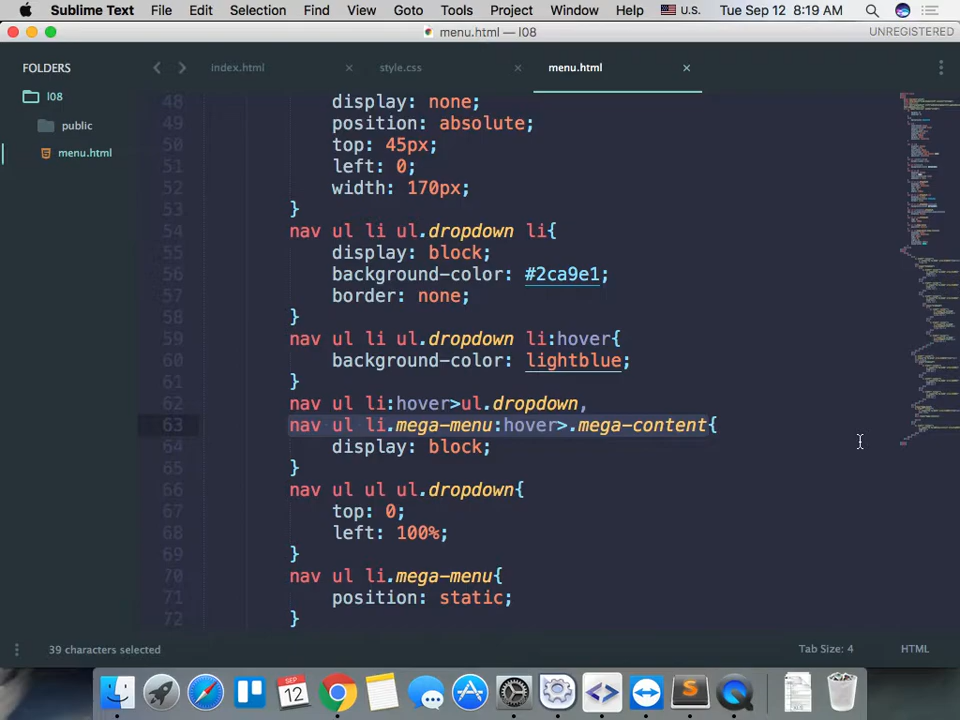 Sublime Text File Edit Selection Find View Goto Tools Project Window Help U.S. Tue Sep 12 8:19 AM
menu.html — l08 UNREGISTERED
FOLDERS
l08
public
menu.html
index.html × style.css × menu.html ×
48 display: none;
49 position: absolute;
50 top: 45px;
51 left: 0;
52 width: 170px;
53 }
54 nav ul li ul.dropdown li{
55 display: block;
56 background-color: #2ca9e1;
57 border: none;
58 }
59 nav ul li ul.dropdown li:hover{
60 background-color: lightblue;
61 }
62 nav ul li:hover>ul.dropdown,
63 nav ul li.mega-menu:hover>.mega-content{
64 display: block;
65 }
66 nav ul ul ul.dropdown{
67 top: 0;
68 left: 100%;
69 }
70 nav ul li.mega-menu{
71 position: static;
72 }
39 characters selected Tab Size: 4 HTML
SEP
12